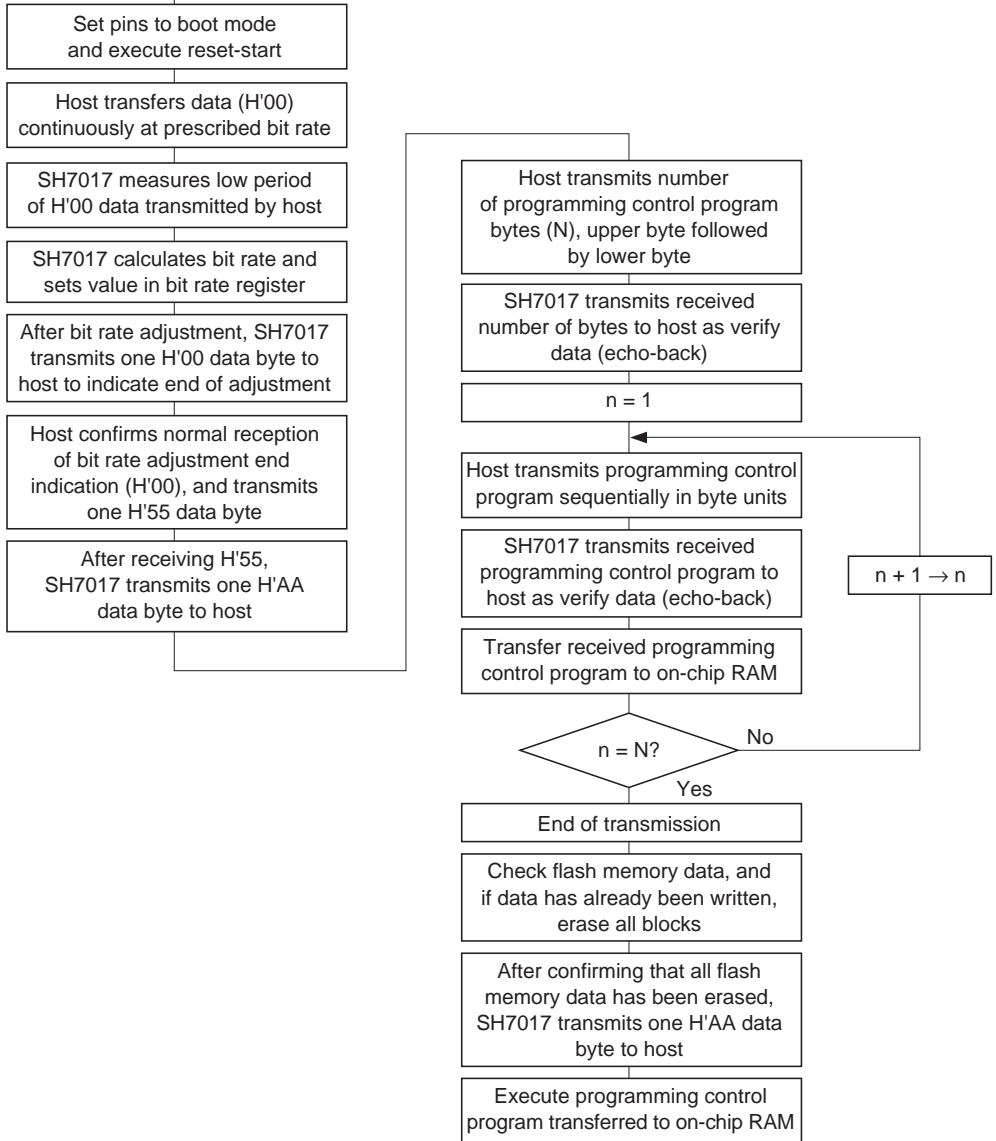 Set pins to boot mode
and execute reset-start
Host transfers data (H'00)
continuously at prescribed bit rate
SH7017 measures low period
of H'00 data transmitted by host
SH7017 calculates bit rate and
sets value in bit rate register
After bit rate adjustment, SH7017
transmits one H'00 data byte to
host to indicate end of adjustment
Host confirms normal reception
of bit rate adjustment end
indication (H'00), and transmits
one H'55 data byte
After receiving H'55,
SH7017 transmits one H'AA
data byte to host
Host transmits number
of programming control program
bytes (N), upper byte followed
by lower byte
SH7017 transmits received
number of bytes to host as verify
data (echo-back)
n = 1
Host transmits programming control
program sequentially in byte units
SH7017 transmits received
programming control program to
host as verify data (echo-back)
n + 1 → n
Transfer received programming
control program to on-chip RAM
n = N?
No
Yes
End of transmission
Check flash memory data, and
if data has already been written,
erase all blocks
After confirming that all flash
memory data has been erased,
SH7017 transmits one H'AA data
byte to host
Execute programming control
program transferred to on-chip RAM